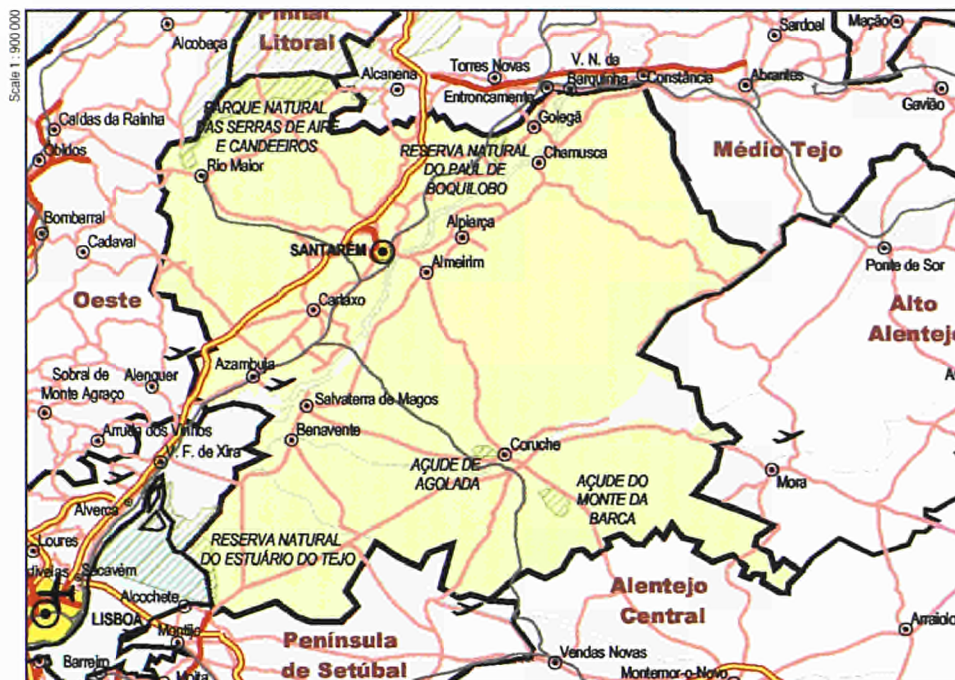 Scale 1 : 900 000
Pinhal
Litoral
Alcobaça
Sardoal
Mação
Alcanena
Torres Novas
V. N. da
Barquinha
Constância
Abrantes
Entroncamento
Gavião
PARQUE NATURAL
DAS SERRAS DE AIRE
E CANDEEIROS
Golegã
Caldas da Rainha
Óbidos
Rio Maior
RESERVA NATURAL
DO PAUL DE
BOQUILOBO
Chamusca
Médio Tejo
Bombarral
Cadaval
SANTARÉM
Alpiarça
Almeirim
Ponte de Sor
Oeste
Cartaxo
Alto
Alentejo
Azambuja
Sobral de
Monte Agraço
Alenquer
Salvaterra de Magos
Arruda dos Vinhos
Benavente
V. F. de Xira
Coruche
AÇUDE DE
AGOLADA
AÇUDE DO
MONTE DA
BARCA
Mora
Alverca
Loures
RESERVA NATURAL
DO ESTUÁRIO DO TEJO
divelas
Sacavém
Alcochete
LISBOA
Alentejo
Central
Montijo
Península
de Setúbal
Arraiolo
Barreiro
Moita
Vendas Novas
Montemor-o-Novo